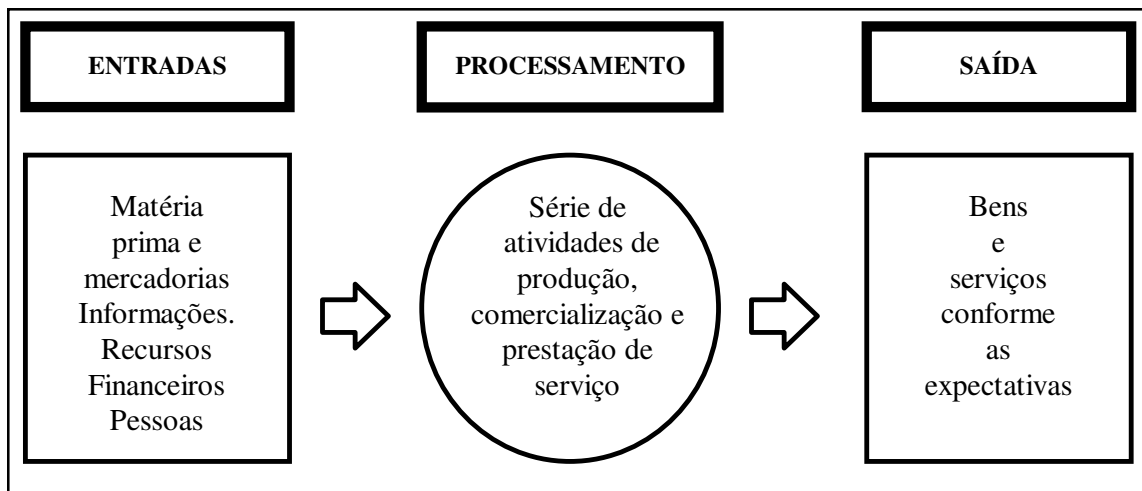 ENTRADAS
PROCESSAMENTO
SAÍDA
Matéria
prima e
mercadorias
Informações.
Recursos
Financeiros
Pessoas
Série de
atividades de
produção,
comercialização e
prestação de
serviço
Bens
e
serviços
conforme
as
expectativas